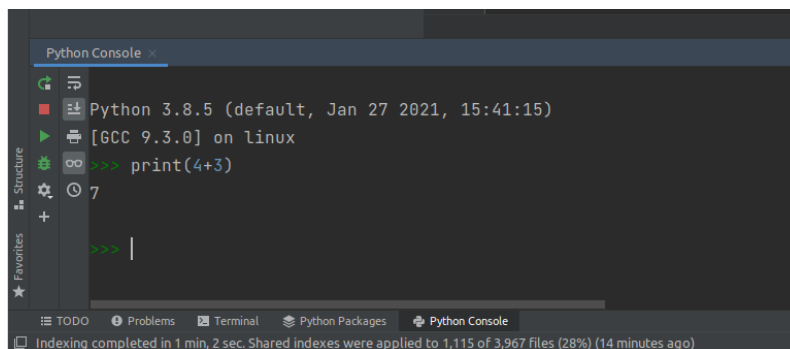 Python Console ×
Python 3.8.5 (default, Jan 27 2021, 15:41:15)
[GCC 9.3.0] on linux
>>> print(4+3)
7
>>>
Structure
Favorites
TODO Problems Terminal Python Packages Python Console
Indexing completed in 1 min, 2 sec. Shared indexes were applied to 1,115 of 3,967 files (28%) (14 minutes ago)